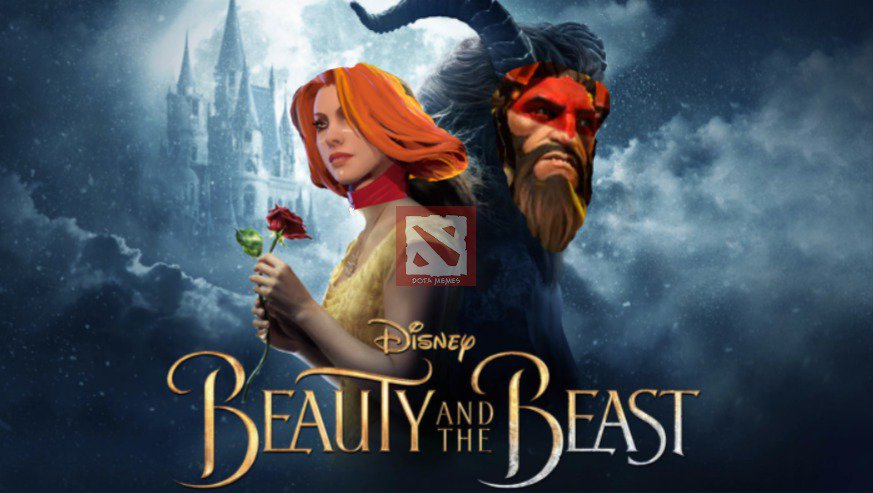 DOTA MEMES
Disney
BEAUTY AND THE BEAST